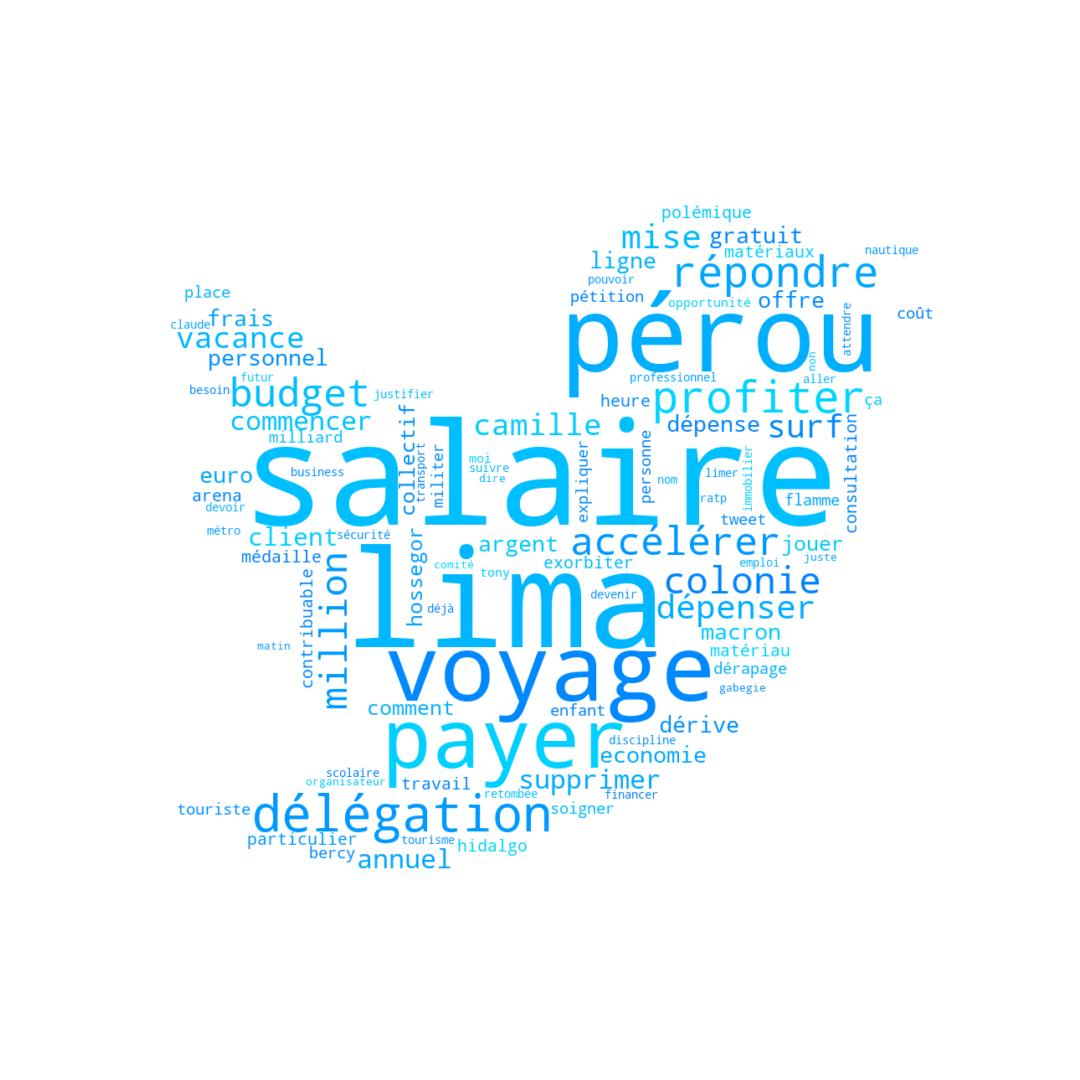 polémique
mise
gratuit
ligne
matériaux
nautique
répondre
pouvoir
place
pétition
opportunité
offre
frais
claude
pérou
coût
attendre
vacance
personnel
non
futur
professionnel
aller
besoin
budget
justifier
profiter
heure
ça
commencer
collectif
camille
dépense
surf
milliard
salaire
militer
transport
moi
suivre
dire
expliquer
personne
limer
nom
immobilier
consultation
euro
business
arena
devoir
ratp
flamme
tweet
métro
client
sécurité
argent
accélérer
jouer
médaille
hossegor
lima
comité
tony
exorbiter
emploi
juste
colonie
million
contribuable
déjà
devenir
dépenser
macron
matin
voyage
matériau
dérapage
gabegie
comment
enfant
dérive
payer
discipline
economie
scolaire
organisateur
travail
supprimer
retombée
financer
touriste
délégation
soigner
particulier
tourisme
hidalgo
bercy
annuel